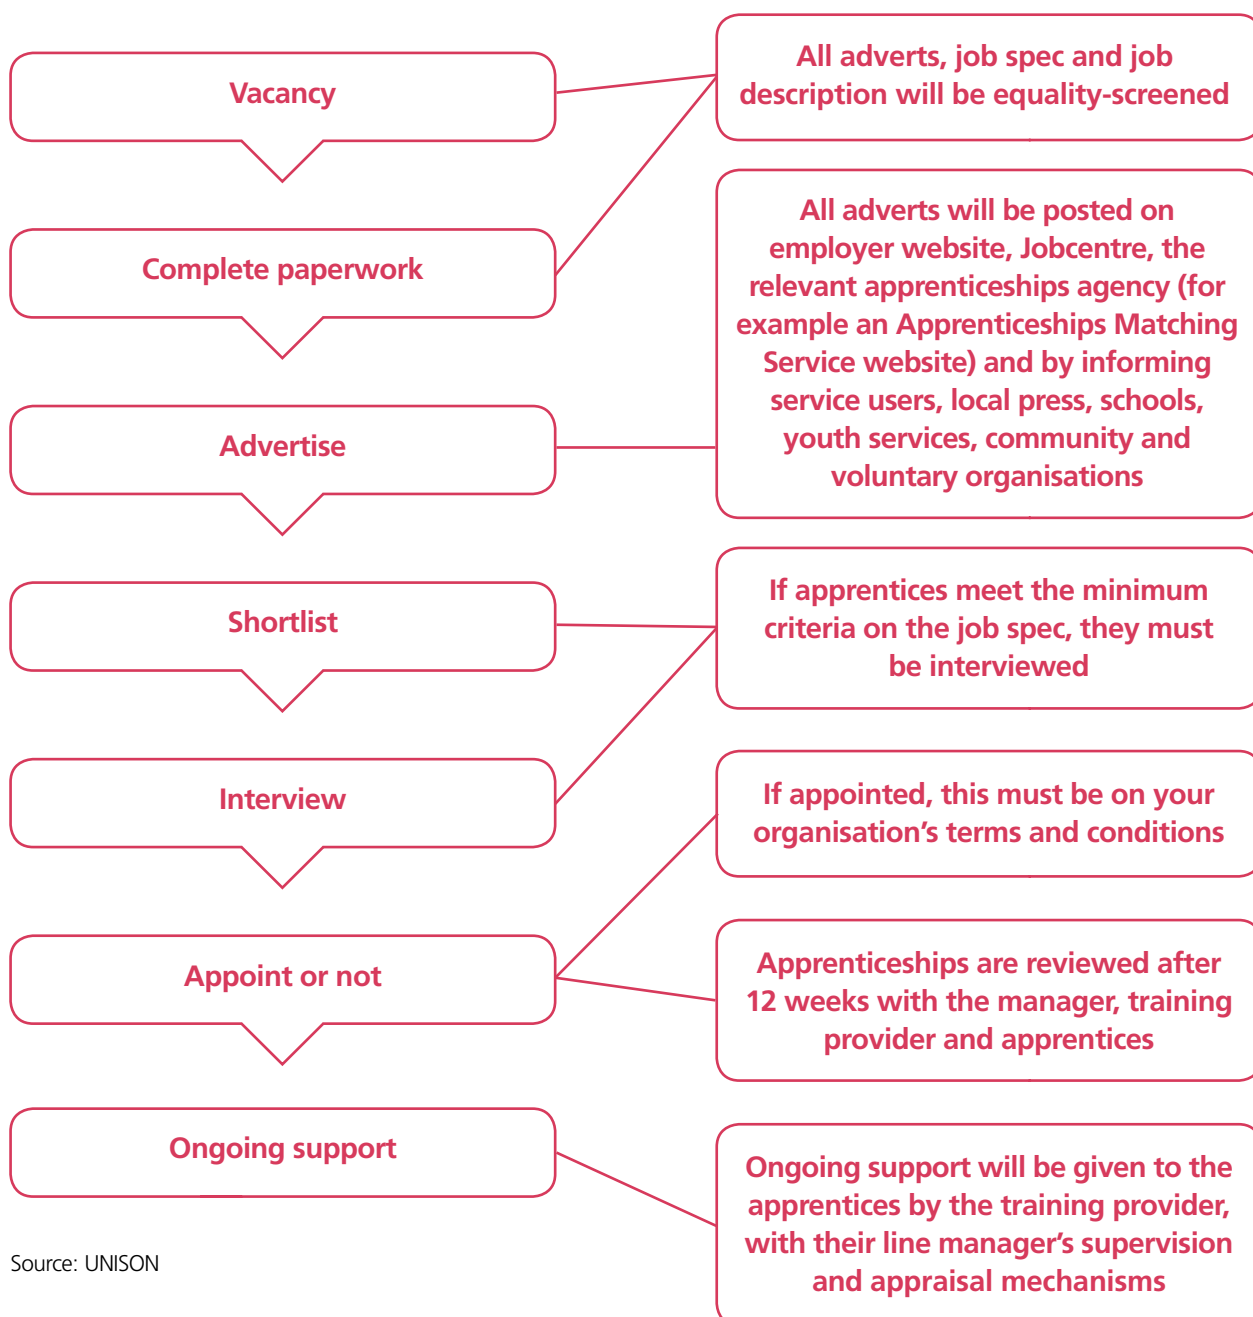 Vacancy
All adverts, job spec and job
description will be equality-screened
Complete paperwork
All adverts will be posted on
employer website, Jobcentre, the
relevant apprenticeships agency (for
example an Apprenticeships Matching
Service website) and by informing
service users, local press, schools,
youth services, community and
voluntary organisations
Advertise
Shortlist
If apprentices meet the minimum
criteria on the job spec, they must
be interviewed
Interview
If appointed, this must be on your
organisation’s terms and conditions
Appoint or not
Apprenticeships are reviewed after
12 weeks with the manager, training
provider and apprentices
Ongoing support
Ongoing support will be given to the
apprentices by the training provider,
with their line manager’s supervision
and appraisal mechanisms
Source: UNISON